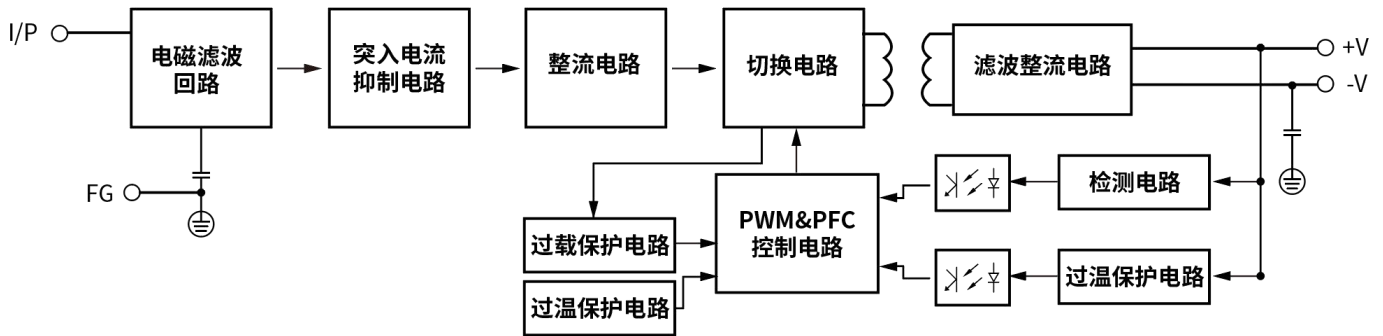 I/P
电磁滤波
回路
突入电流
抑制电路
整流电路
切换电路
滤波整流电路
+V
-V
FG
过载保护电路
过温保护电路
PWM&PFC
控制电路
检测电路
过温保护电路